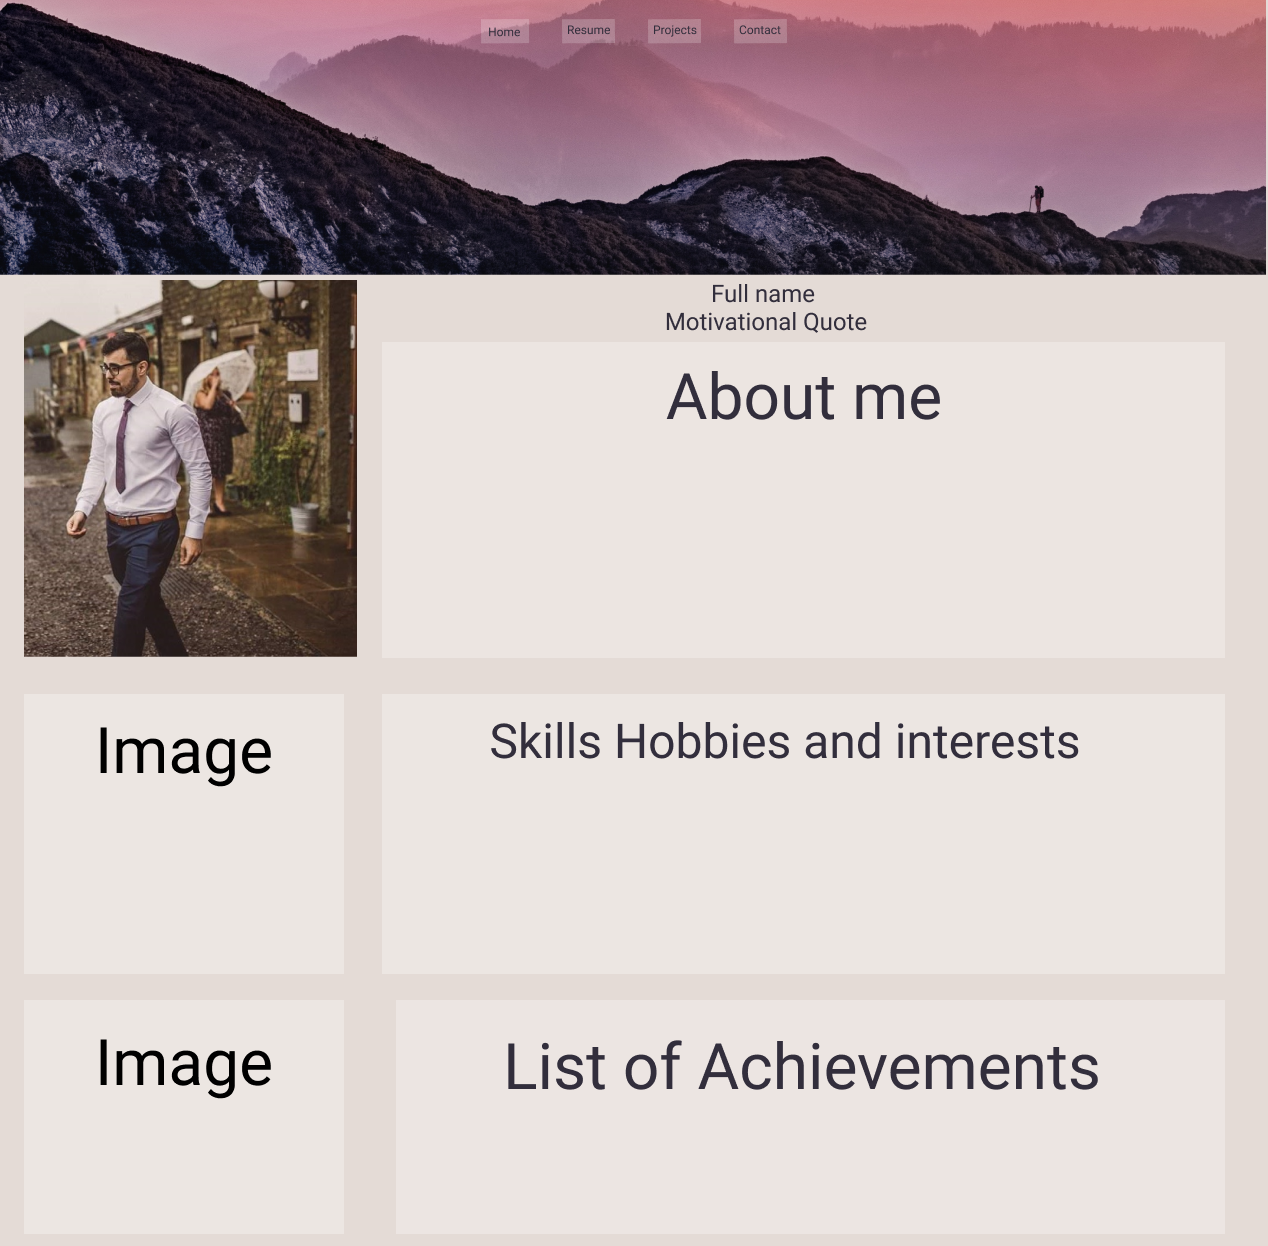 Home Resume Projects Contact
Full name
Motivational Quote
About me
Image
Skills Hobbies and interests
Image
List of Achievements